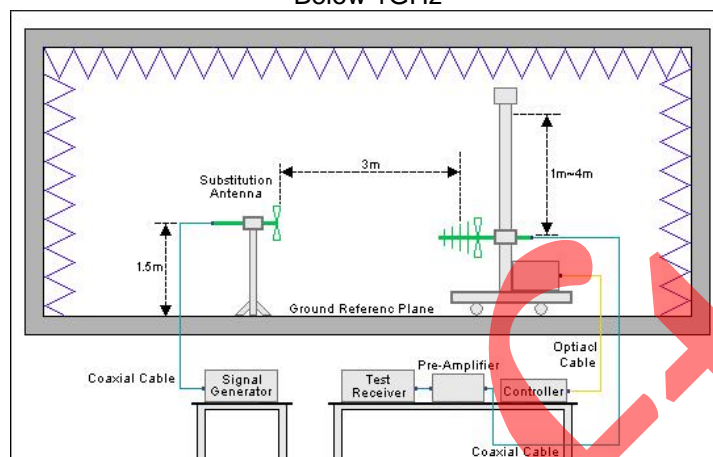 Below 1GHz
3m
Substitution
Antenna
1m~4m
1.5m
Ground Referenc Plane
Optiacl
Cable
Pre-Amplifier
Coaxial Cable
Signal
Generator
Test
Receiver
Controller
Coaxial Cable